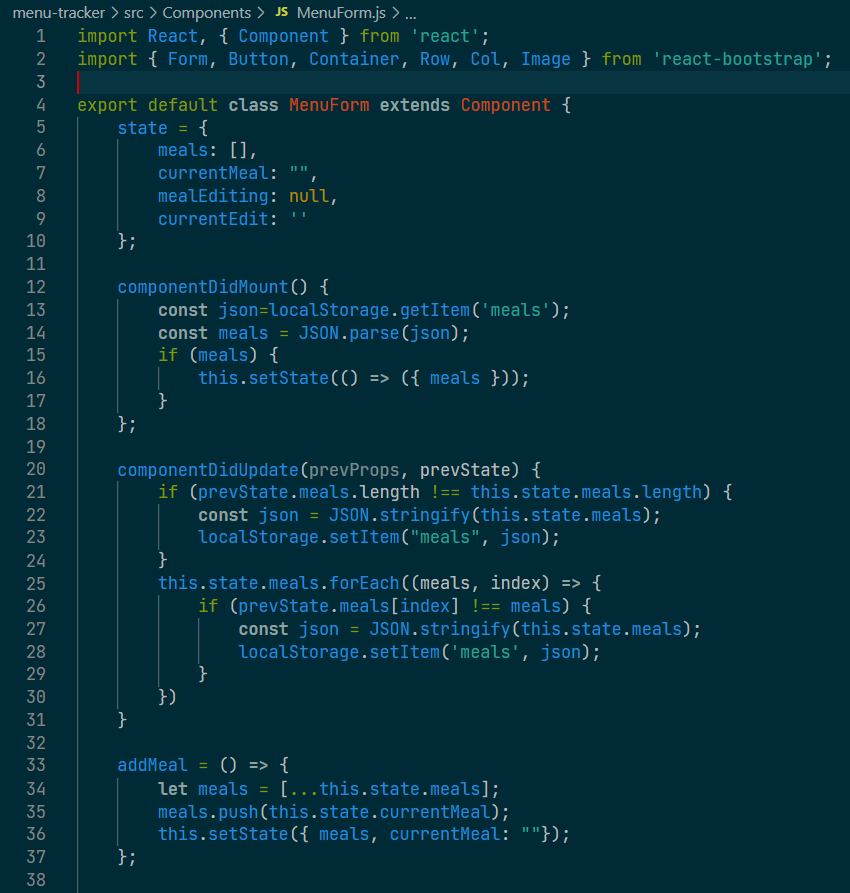 menu-tracker > src > Components > JS MenuForm.js > ...
1 import React, { Component } from 'react';
2 import { Form, Button, Container, Row, Col, Image } from 'react-bootstrap';
3
4 export default class MenuForm extends Component {
5     state = {
6         meals: [],
7         currentMeal: "",
8         mealEditing: null,
9         currentEdit: ''
10     };
11
12     componentDidMount() {
13         const json=localStorage.getItem('meals');
14         const meals = JSON.parse(json);
15         if (meals) {
16             this.setState(() => ({ meals }));
17         }
18     };
19
20     componentDidUpdate(prevProps, prevState) {
21         if (prevState.meals.length !== this.state.meals.length) {
22             const json = JSON.stringify(this.state.meals);
23             localStorage.setItem("meals", json);
24         }
25         this.state.meals.forEach((meals, index) => {
26             if (prevState.meals[index] !== meals) {
27                 const json = JSON.stringify(this.state.meals);
28                 localStorage.setItem('meals', json);
29             }
30         })
31     }
32
33     addMeal = () => {
34         let meals = [...this.state.meals];
35         meals.push(this.state.currentMeal);
36         this.setState({ meals, currentMeal: ""});
37     };
38